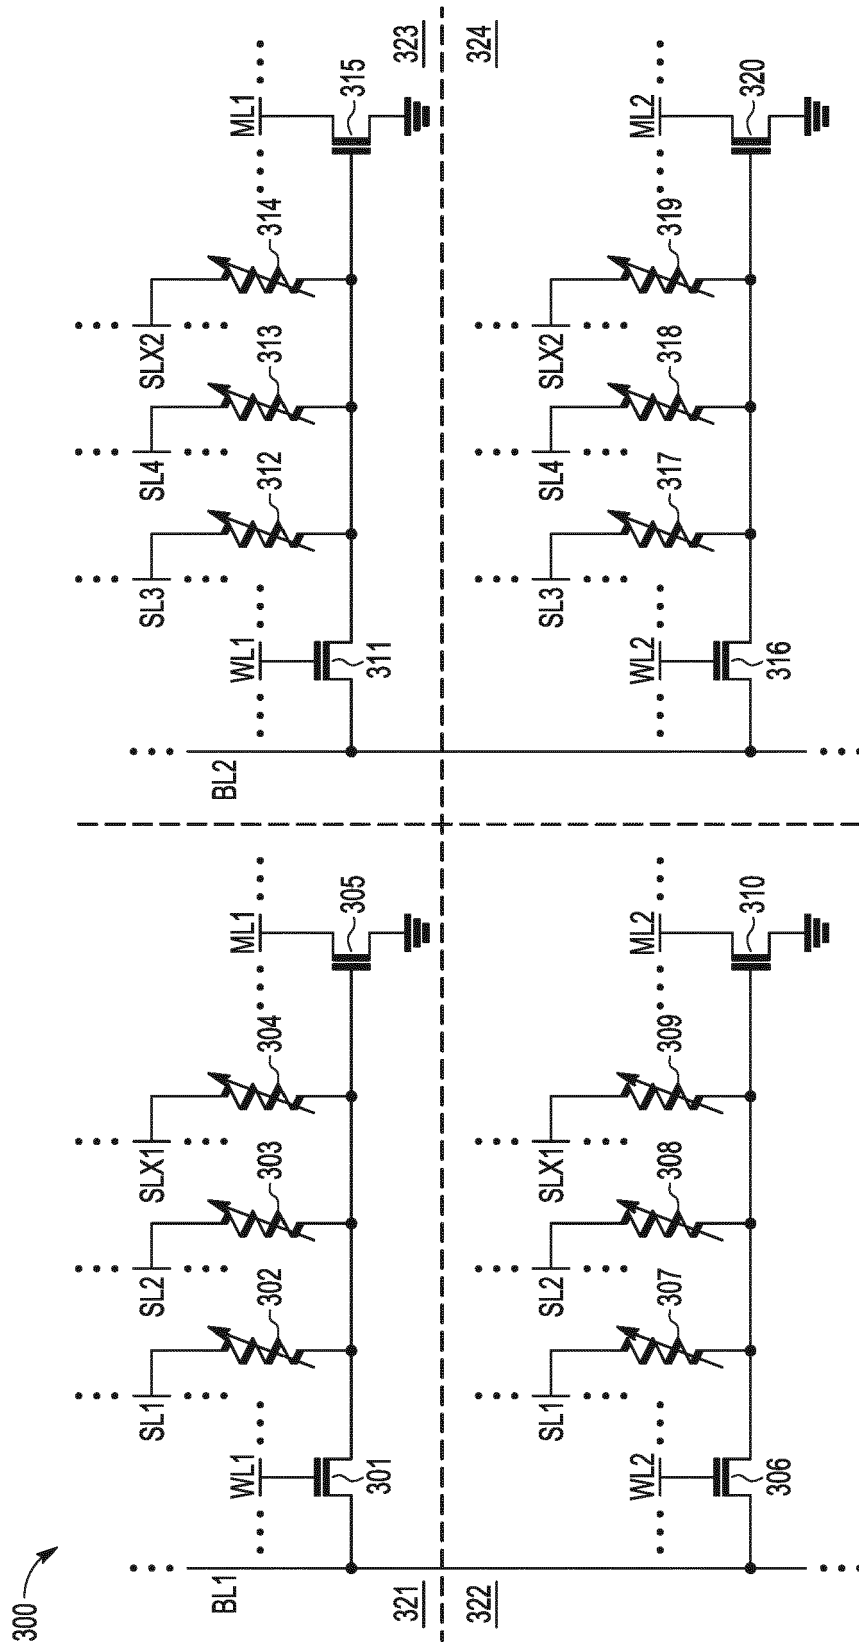 300
SL1 SL2 SLX1 SL3 SL4 SLX2
BL1 BL2
WL1 ML1 WL1 ML1
302 303 304 312 313 314
305 315
301 311
321 323
322 324
SL1 SL2 SLX1 SL3 SL4 SLX2
WL2 ML2 WL2 ML2
307 308 309 317 318 319
310 320
306 316